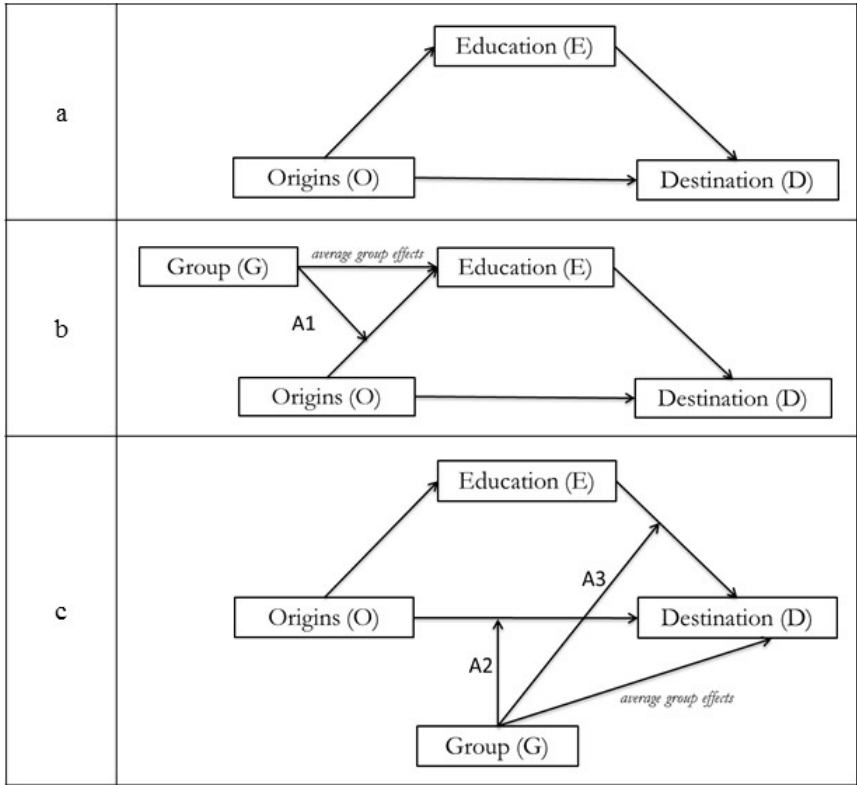 a
Education (E)
Origins (O)
Destination (D)
b
Group (G)
average group effects
Education (E)
A1
Origins (O)
Destination (D)
c
Education (E)
A3
Origins (O)
Destination (D)
A2
average group effects
Group (G)